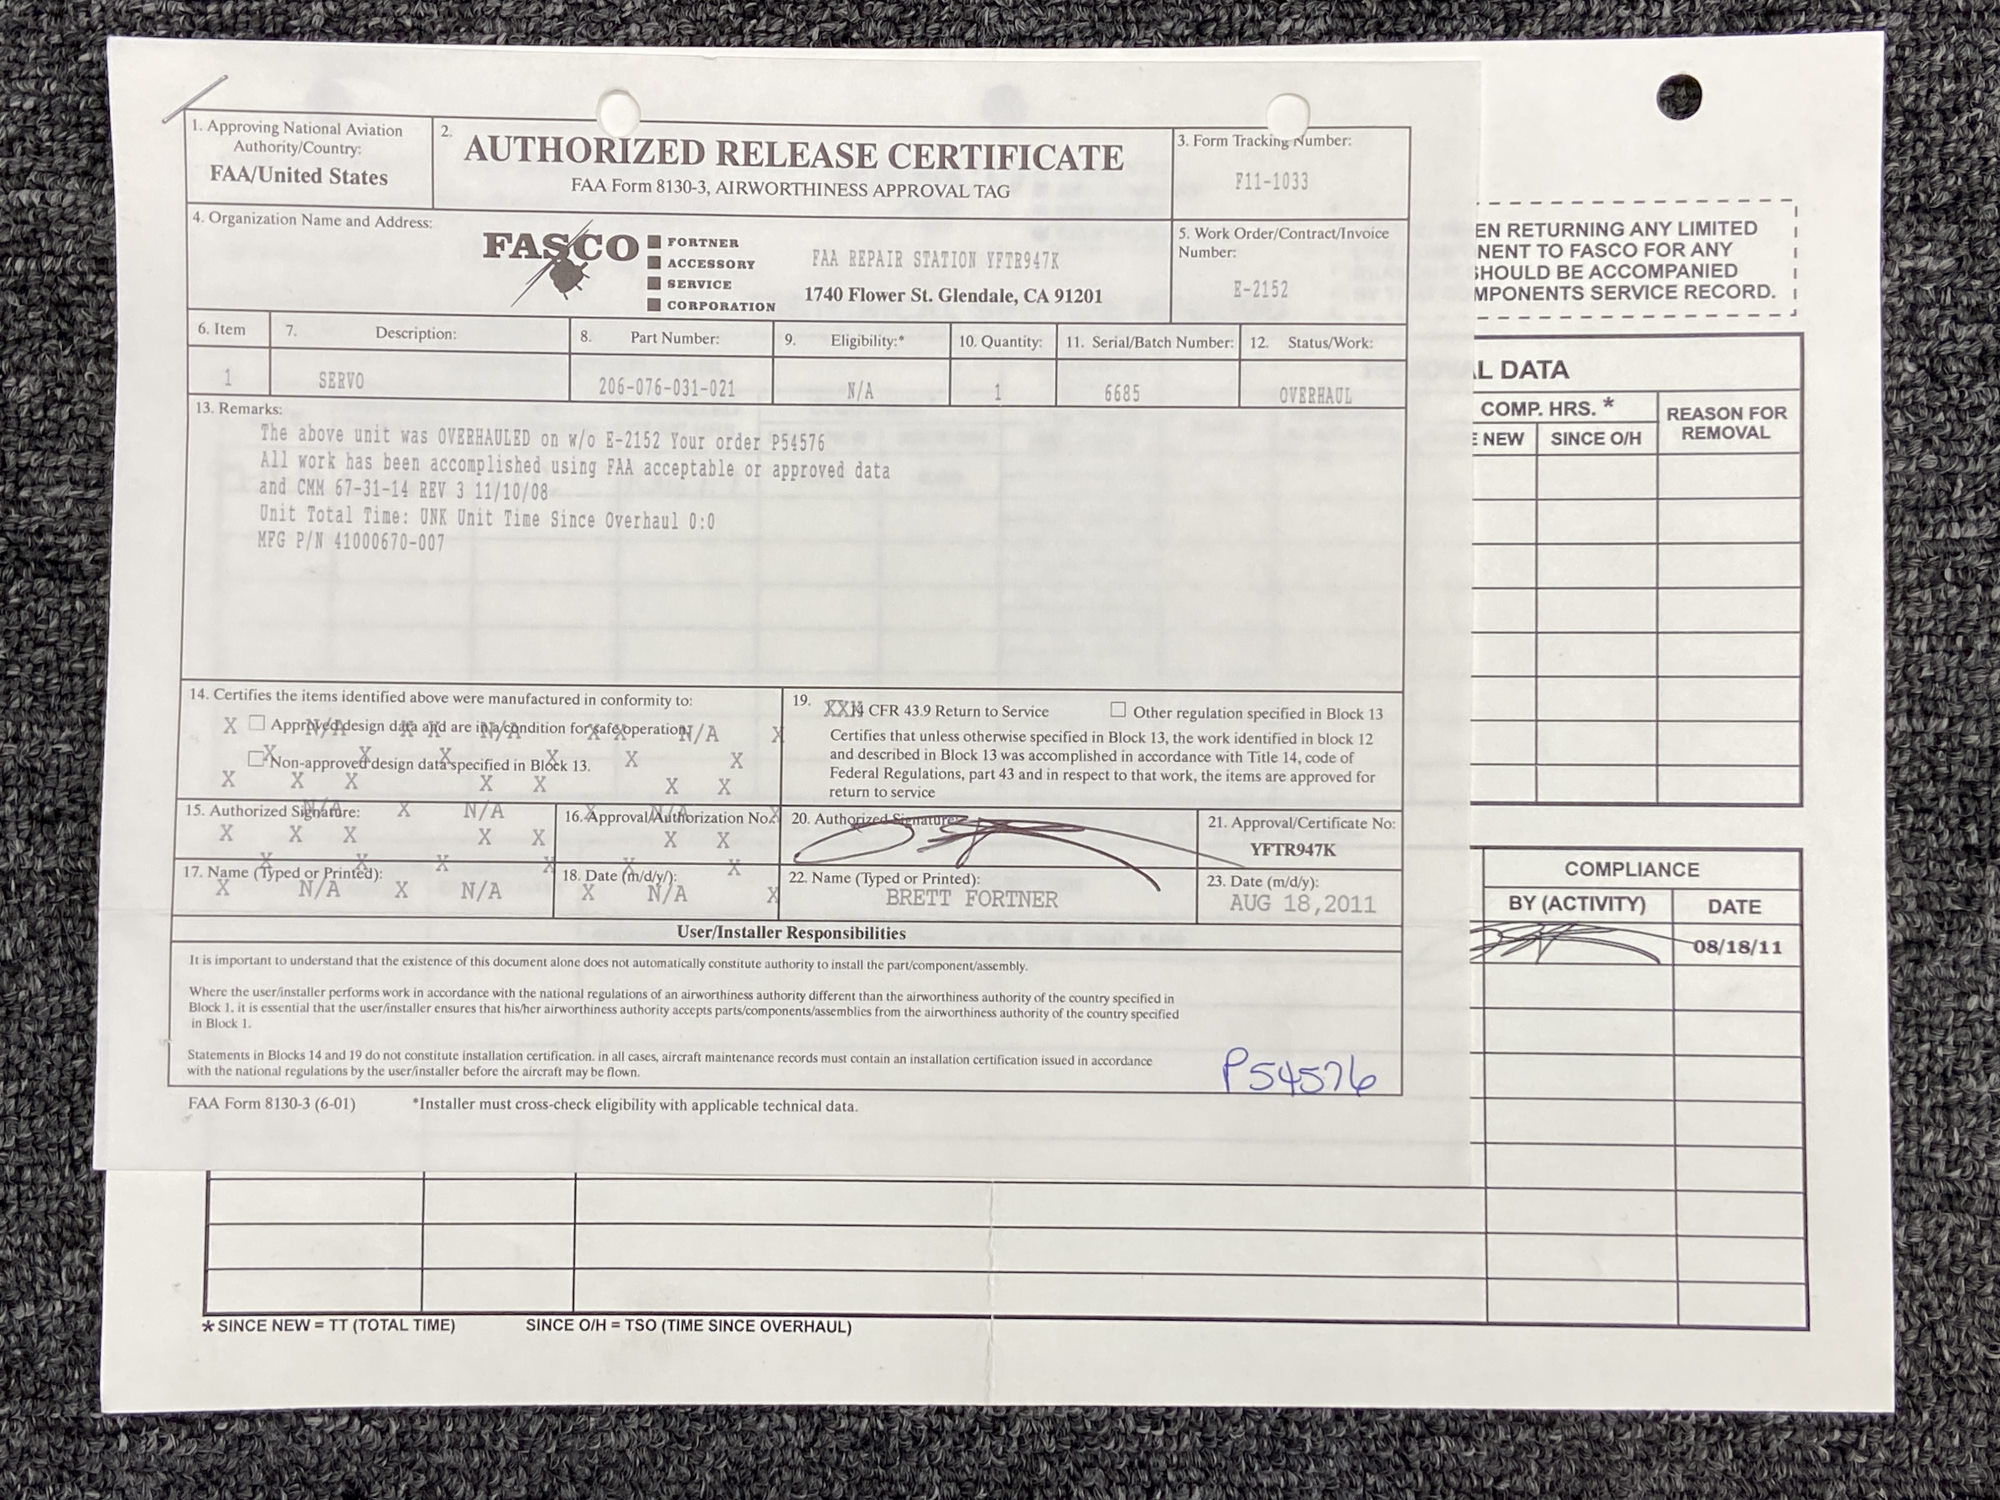 1. Approving National Aviation
Authority/Country:
FAA/United States
2.
AUTHORIZED RELEASE CERTIFICATE
FAA Form 8130-3, AIRWORTHINESS APPROVAL TAG
3. Form Tracking Number:
F11-1033
4. Organization Name and Address:
FASCO
FORTNER
ACCESSORY
SERVICE
CORPORATION
FAA REPAIR STATION YFTR947K
1740 Flower St. Glendale, CA 91201
5. Work Order/Contract/Invoice
Number:
E-2152
6. Item 7. Description: 8. Part Number: 9. Eligibility:* 10. Quantity: 11. Serial/Batch Number: 12. Status/Work:
1 SERVO 206-076-031-021 N/A 1 6685 OVERHAUL
13. Remarks:
The above unit was OVERHAULED on w/o E-2152 Your order P54576
All work has been accomplished using FAA acceptable or approved data
and CMM 67-31-14 REV 3 11/10/08
Unit Total Time: UNK Unit Time Since Overhaul 0:0
MFG P/N 41000670-007
14. Certifies the items identified above were manufactured in conformity to:
X Approved design data and are in a condition for safe operation. N/A X
N/A X X N/A X X
Non-approved design data specified in Block 13. X X
X X X X X
X X X X X X X
19. XXX14 CFR 43.9 Return to Service Other regulation specified in Block 13
Certifies that unless otherwise specified in Block 13, the work identified in block 12
and described in Block 13 was accomplished in accordance with Title 14, code of
Federal Regulations, part 43 and in respect to that work, the items are approved for
return to service
15. Authorized Signature: N/A X N/A
X X X X X
16. Approval/Authorization No.: X N/A X
X X
20. Authorized Signature:
21. Approval/Certificate No:
YFTR947K
17. Name (Typed or Printed):
X N/A X N/A
18. Date (m/d/y):
X N/A X
22. Name (Typed or Printed):
BRETT FORTNER
23. Date (m/d/y):
AUG 18,2011
User/Installer Responsibilities
It is important to understand that the existence of this document alone does not automatically constitute authority to install the part/component/assembly.
Where the user/installer performs work in accordance with the national regulations of an airworthiness authority different than the airworthiness authority of the country specified in
Block 1, it is essential that the user/installer ensures that his/her airworthiness authority accepts parts/components/assemblies from the airworthiness authority of the country specified
in Block 1.
Statements in Blocks 14 and 19 do not constitute installation certification. in all cases, aircraft maintenance records must contain an installation certification issued in accordance
with the national regulations by the user/installer before the aircraft may be flown.
P54576
FAA Form 8130-3 (6-01) *Installer must cross-check eligibility with applicable technical data.
EN RETURNING ANY LIMITED
NENT TO FASCO FOR ANY
SHOULD BE ACCOMPANIED
MPONENTS SERVICE RECORD.
L DATA
COMP. HRS. *
REASON FOR
REMOVAL
E NEW SINCE O/H
COMPLIANCE
BY (ACTIVITY) DATE
08/18/11
* SINCE NEW = TT (TOTAL TIME) SINCE O/H = TSO (TIME SINCE OVERHAUL)